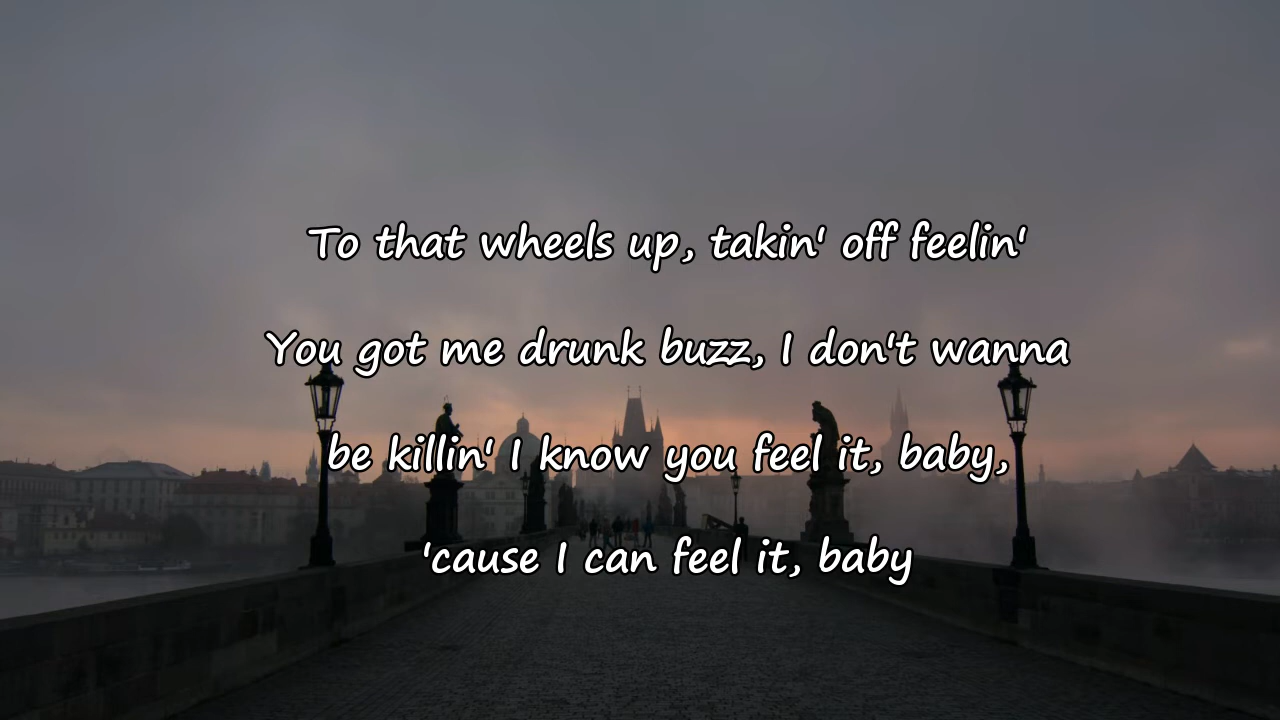 To that wheels up, takin' off feelin'
You got me drunk buzz, I don't wanna
be killin' I know you feel it, baby,
'cause I can feel it, baby